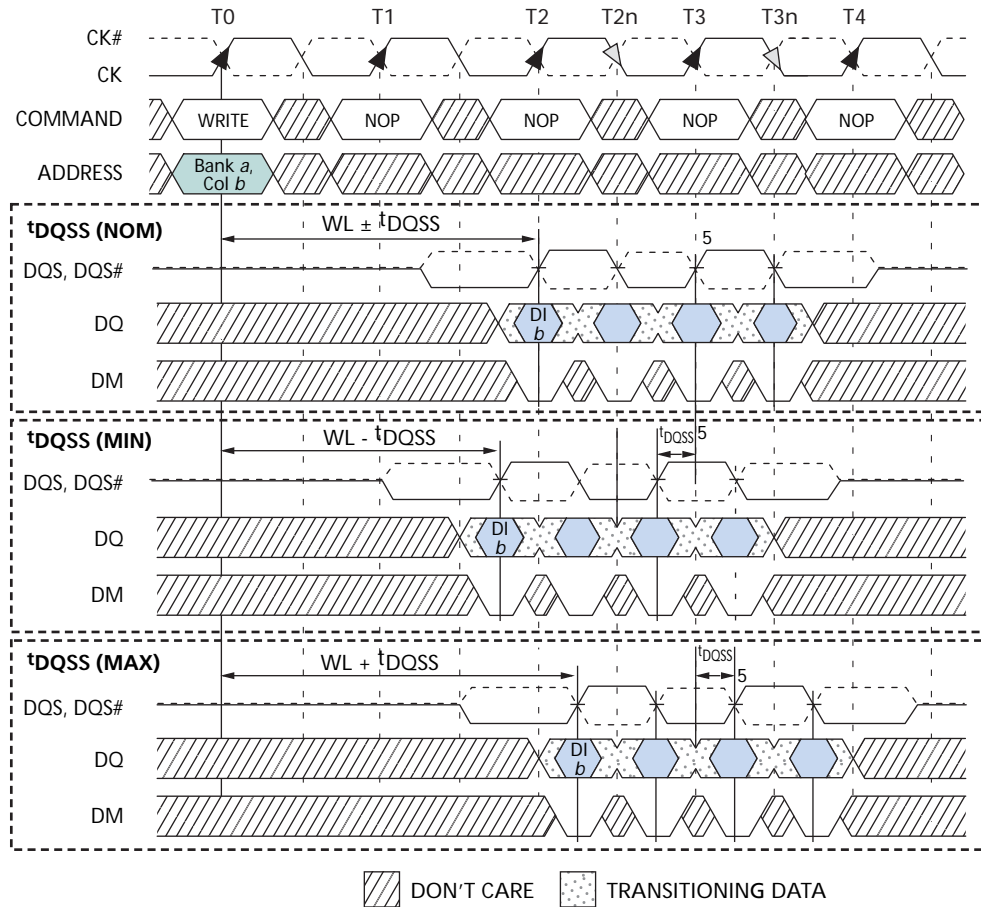 T0 T1 T2 T2n T3 T3n T4
CK#
CK
COMMAND WRITE NOP NOP NOP NOP
ADDRESS Bank a, Col b
tDQSS (NOM) WL ± tDQSS
5
DQS, DQS#
DQ DI b
DM
tDQSS (MIN) WL - tDQSS tDQSS 5
DQS, DQS#
DQ DI b
DM
tDQSS (MAX) WL + tDQSS tDQSS
5
DQS, DQS#
DQ DI b
DM
DON'T CARE TRANSITIONING DATA